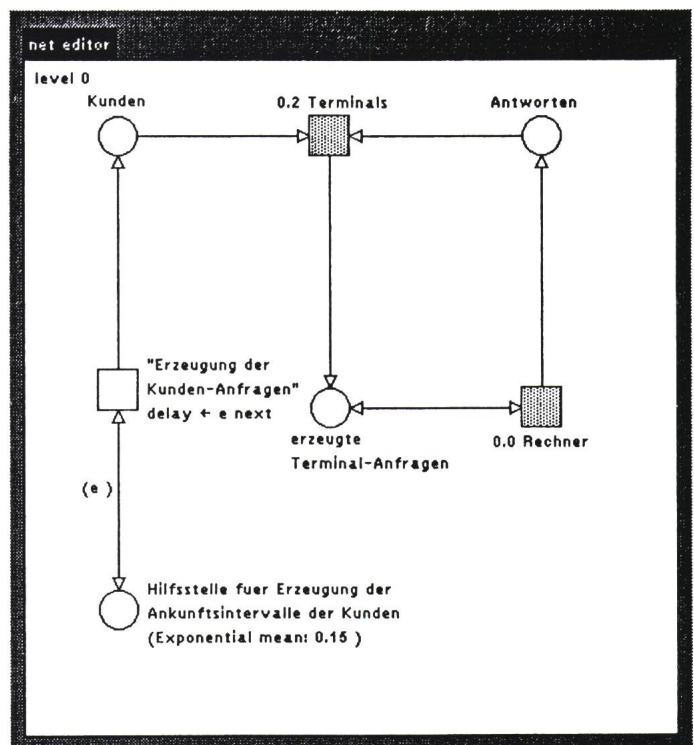 net editor
level 0
Kunden
0.2 Terminals
Antworten
"Erzeugung der
Kunden-Anfragen"
delay ← e next
erzeugte
Terminal-Anfragen
0.0 Rechner
(e )
Hilfsstelle fuer Erzeugung der
Ankunftsintervalle der Kunden
(Exponential mean: 0.15 )